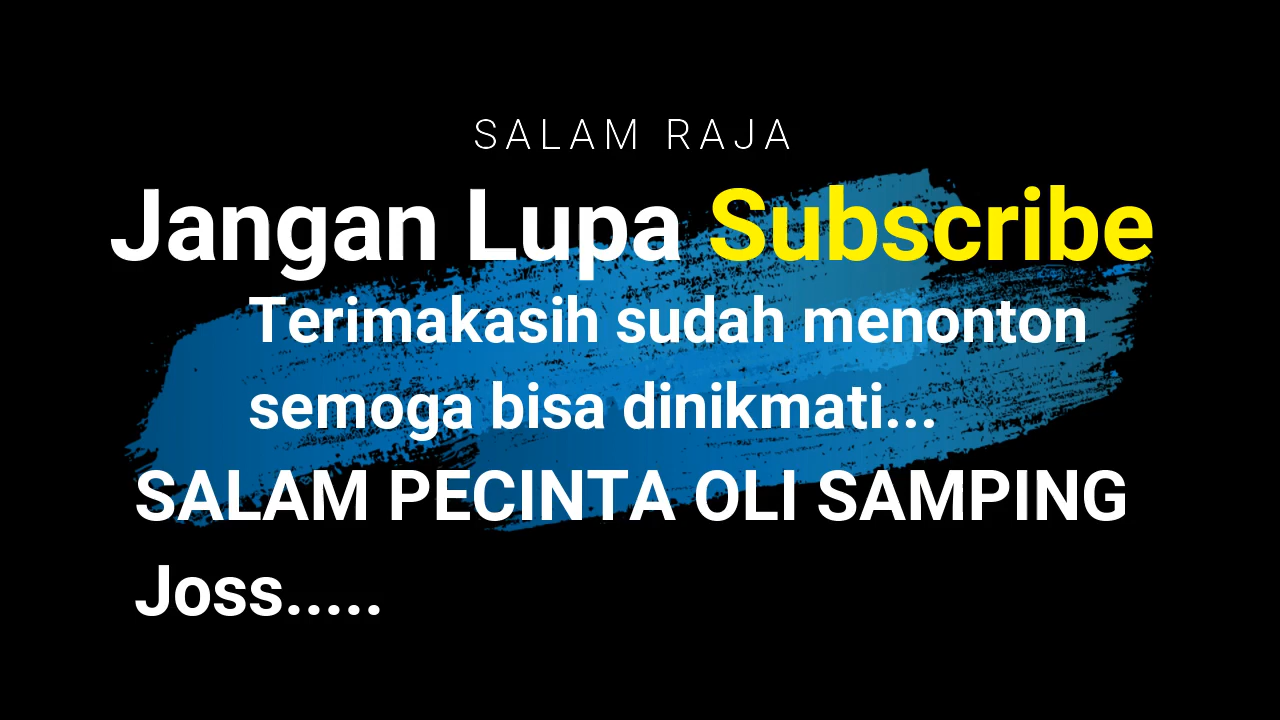 SALAM RAJA
Jangan Lupa Subscribe
Terimakasih sudah menonton
semoga bisa dinikmati...
SALAM PECINTA OLI SAMPING
Joss.....